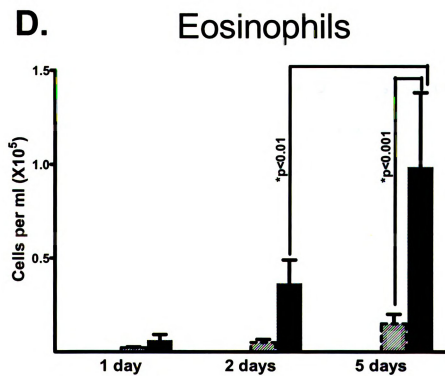 D. Eosinophils
Cells per ml (X10⁵)
1.5
1.0
0.5
*p<0.01
*p<0.001
1 day 2 days 5 days